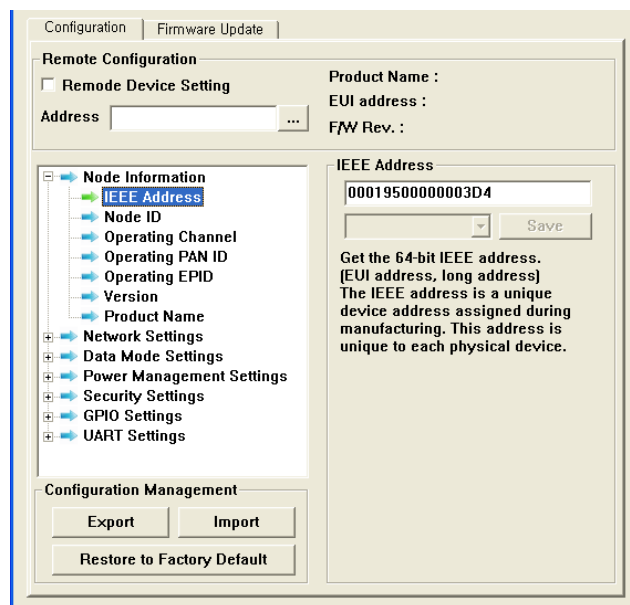 Configuration
Firmware Update
Remote Configuration
Remode Device Setting
Address
...
Product Name :
EUI address :
F/W Rev. :
Node Information
IEEE Address
Node ID
Operating Channel
Operating PAN ID
Operating EPID
Version
Product Name
Network Settings
Data Mode Settings
Power Management Settings
Security Settings
GPIO Settings
UART Settings
IEEE Address
00019500000003D4
Save
Get the 64-bit IEEE address.
(EUI address, long address)
The IEEE address is a unique
device address assigned during
manufacturing. This address is
unique to each physical device.
Configuration Management
Export
Import
Restore to Factory Default